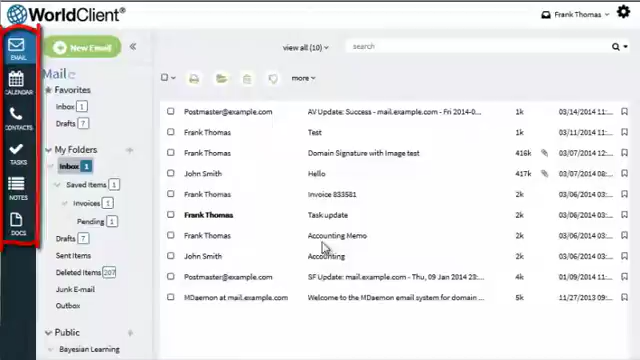 WorldClient®
Frank Thomas
EMAIL
CALENDAR
CONTACTS
TASKS
NOTES
DOCS
+ New Email
«
Mail
Favorites
Inbox 1
Drafts 7
My Folders +
Inbox 1
Saved Items 1
Invoices 1
Pending 1
Drafts 7
Sent Items
Deleted Items 207
Junk E-mail
Outbox
Public +
Bayesian Learning
view all (10)
search
more
Postmaster@example.com AV Update: Success - mail.example.com - Fri 2014-0... 1k 03/14/2014 11:...
Frank Thomas Test 1k 03/11/2014 11:...
Frank Thomas Domain Signature with Image test 416k 03/07/2014 12:...
John Smith Hello 417k 03/07/2014 11:...
Frank Thomas Invoice 833581 2k 03/06/2014 03:...
Frank Thomas Task update 2k 03/06/2014 03:...
Frank Thomas Accounting Memo 2k 03/06/2014 03:...
John Smith Accounting 2k 03/06/2014 03:...
Postmaster@example.com SF Update: mail.example.com - Thu, 09 Jan 2014 23:... 4k 01/09/2014 11:...
MDaemon at mail.example.com Welcome to the MDaemon email system for domain ... 5k 11/27/2013 09:...